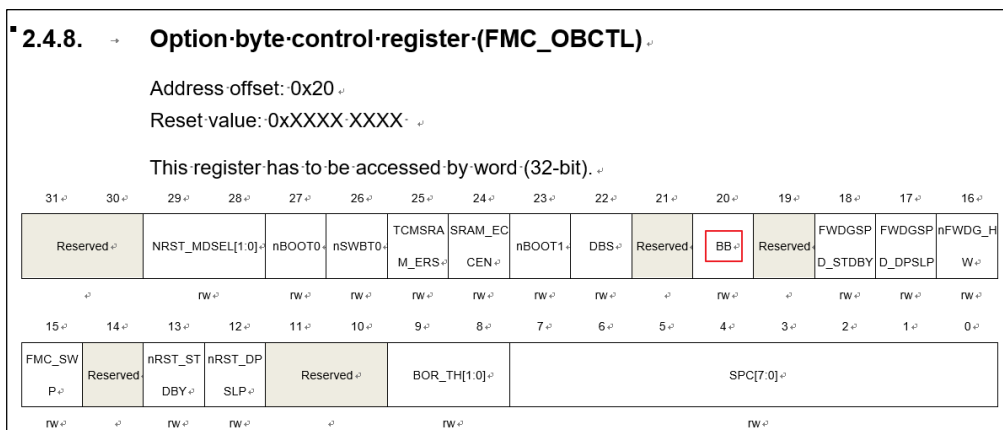 2.4.8. → Option·byte·control·register·(FMC_OBCTL)↵
Address·offset:·0x20↵
Reset·value:·0xXXXX·XXXX·↵
This·register·has·to·be·accessed·by·word·(32-bit).↵
31↵ 30↵ 29↵ 28↵ 27↵ 26↵ 25↵ 24↵ 23↵ 22↵ 21↵ 20↵ 19↵ 18↵ 17↵ 16↵
Reserved↵ NRST_MDSEL[1:0]↵ nBOOT0↵ nSWBT0↵ TCMSRA SRAM_EC nBOOT1↵ DBS↵ Reserved↵ BB↵ Reserved↵ FWDGSP FWDGSP nFWDG_H
M_ERS↵ CEN↵ D_STDBY D_DPSLP W↵
↵ rw↵ rw↵ rw↵ rw↵ rw↵ rw↵ rw↵ ↵ rw↵ ↵ rw↵ rw↵ rw↵
15↵ 14↵ 13↵ 12↵ 11↵ 10↵ 9↵ 8↵ 7↵ 6↵ 5↵ 4↵ 3↵ 2↵ 1↵ 0↵
FMC_SW Reserved↵ nRST_ST nRST_DP Reserved↵ BOR_TH[1:0]↵ SPC[7:0]↵
P↵ DBY↵ SLP↵
rw↵ ↵ rw↵ rw↵ ↵ rw↵ rw↵